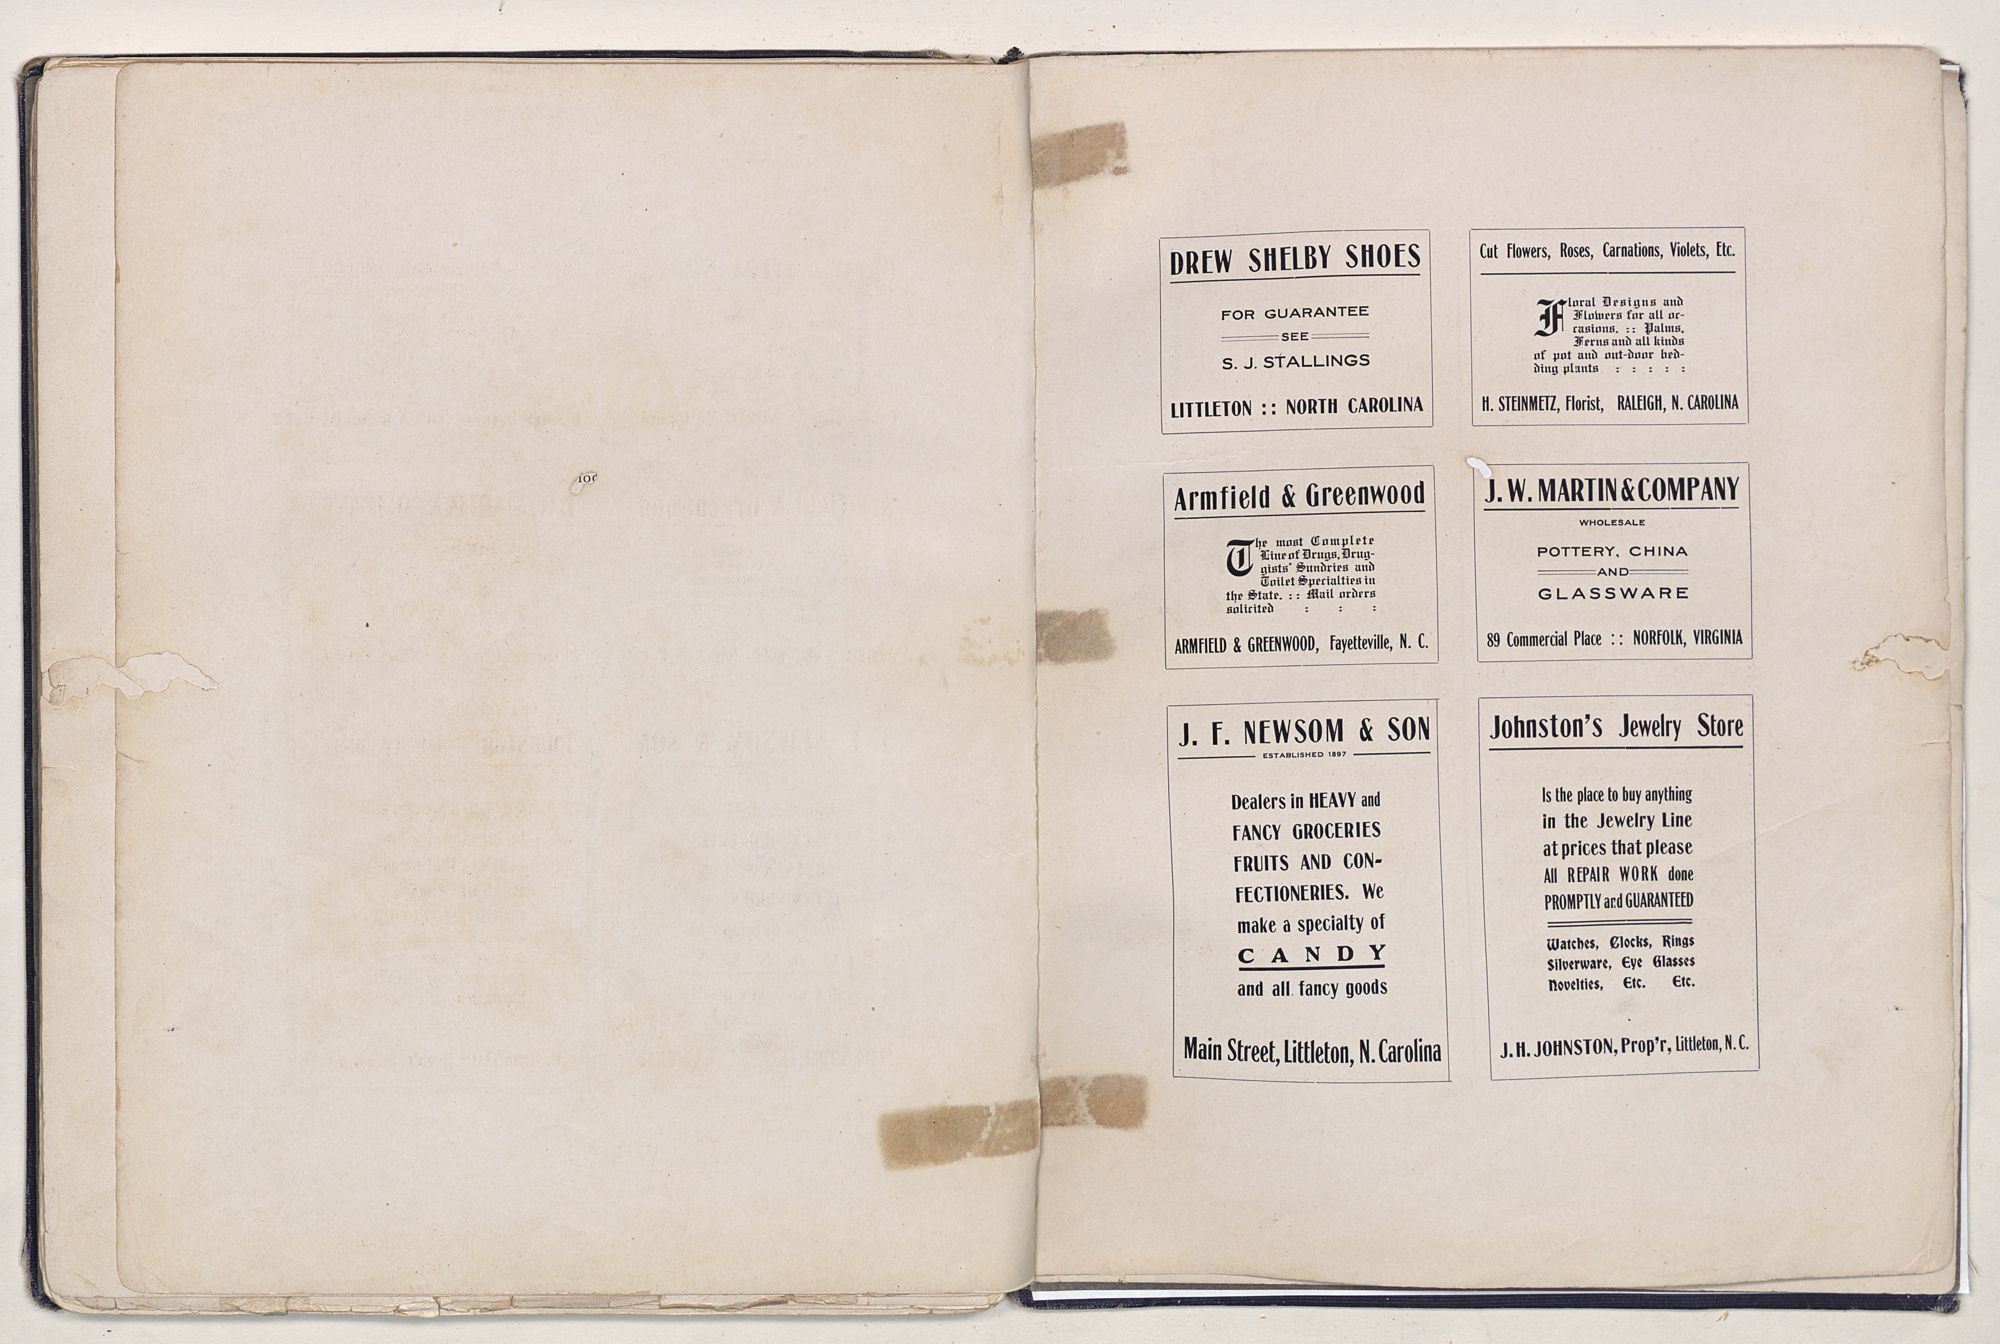 10
DREW SHELBY SHOES
FOR GUARANTEE
SEE
S. J. STALLINGS
LITTLETON :: NORTH CAROLINA
Cut Flowers, Roses, Carnations, Violets, Etc.
Floral Designs and
Flowers for all oc-
casions. :: Palms,
Ferns and all kinds
of pot and out-door bed-
ding plants : : : : :
H. STEINMETZ, Florist, RALEIGH, N. CAROLINA
Armfield & Greenwood
The most Complete
Line of Drugs, Drug-
gists' Sundries and
Toilet Specialties in
the State. :: Mail orders
solicited : : :
ARMFIELD & GREENWOOD, Fayetteville, N. C.
J. W. MARTIN & COMPANY
WHOLESALE
POTTERY, CHINA
AND
GLASSWARE
89 Commercial Place :: NORFOLK, VIRGINIA
J. F. NEWSOM & SON
ESTABLISHED 1897
Dealers in HEAVY and
FANCY GROCERIES
FRUITS AND CON-
FECTIONERIES. We
make a specialty of
CANDY
and all fancy goods
Main Street, Littleton, N. Carolina
Johnston's Jewelry Store
Is the place to buy anything
in the Jewelry Line
at prices that please
All REPAIR WORK done
PROMPTLY and GUARANTEED
Watches, Clocks, Rings
Silverware, Eye Glasses
Novelties, Etc. Etc.
J. H. JOHNSTON, Prop'r, Littleton, N. C.